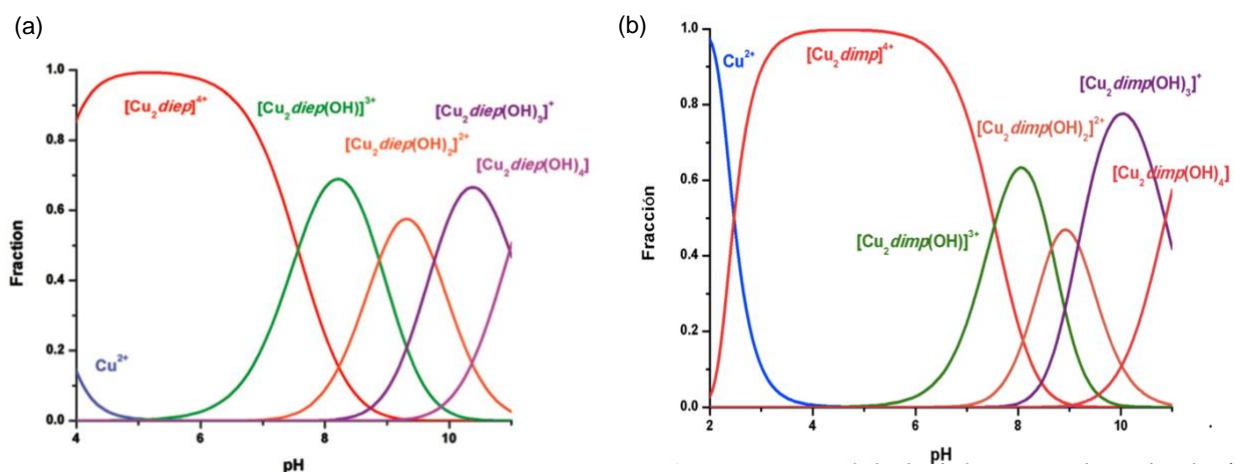 (a)
1.0
0.8
0.6
0.4
0.2
0.0
Fraction
[Cu₂diep]⁴⁺
[Cu₂diep(OH)]³⁺
[Cu₂diep(OH)₂]²⁺
[Cu₂diep(OH)₃]⁺
[Cu₂diep(OH)₄]
Cu²⁺
4 6 8 10
pH
(b)
1.0
0.8
0.6
0.4
0.2
0.0
Fracción
Cu²⁺
[Cu₂dimp]⁴⁺
[Cu₂dimp(OH)₃]⁺
[Cu₂dimp(OH)₂]²⁺
[Cu₂dimp(OH)₄]
[Cu₂dimp(OH)]³⁺
2 4 6 8 10
pH